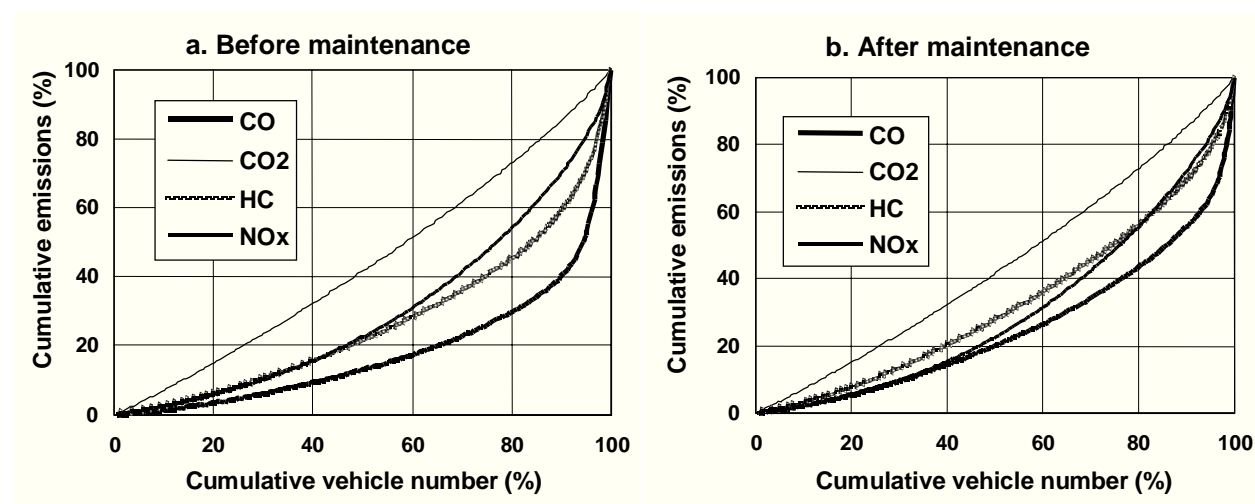 a. Before maintenance
Cumulative emissions (%)
100
80
60
40
20
0
CO
CO2
HC
NOx
0 20 40 60 80 100
Cumulative vehicle number (%)
b. After maintenance
Cumulative emissions (%)
100
80
60
40
20
0
CO
CO2
HC
NOx
0 20 40 60 80 100
Cumulative vehicle number (%)